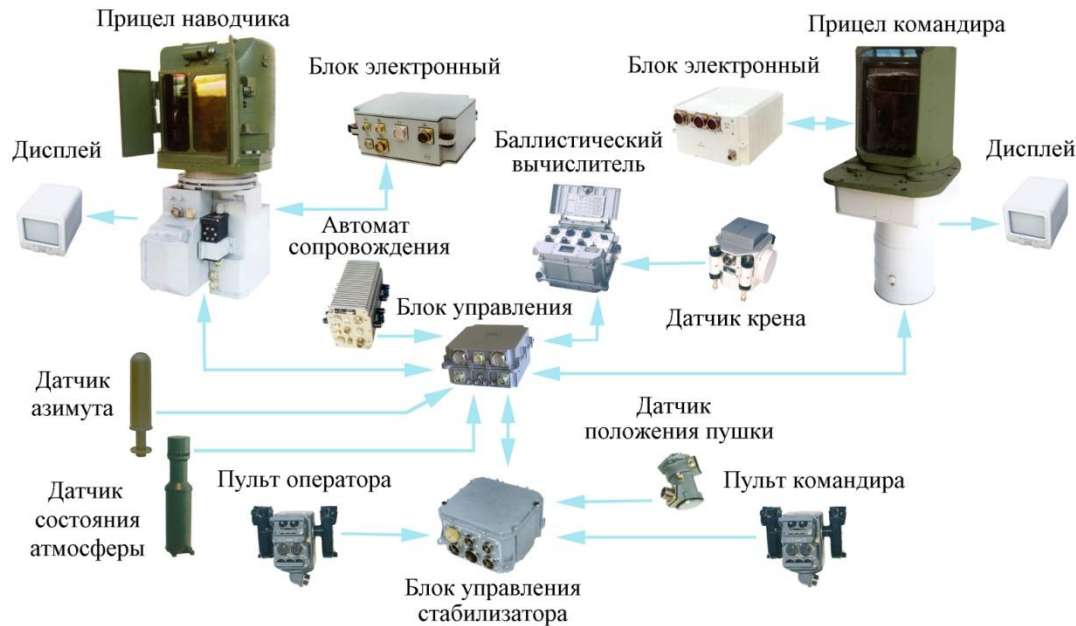 Прицел наводчика
Прицел командира
Блок электронный
Блок электронный
Баллистический
вычислитель
Дисплей
Дисплей
Автомат
сопровождения
Блок управления
Датчик крена
Датчик
азимута
Датчик
положения пушки
Датчик
состояния
атмосферы
Пульт оператора
Пульт командира
Блок управления
стабилизатора